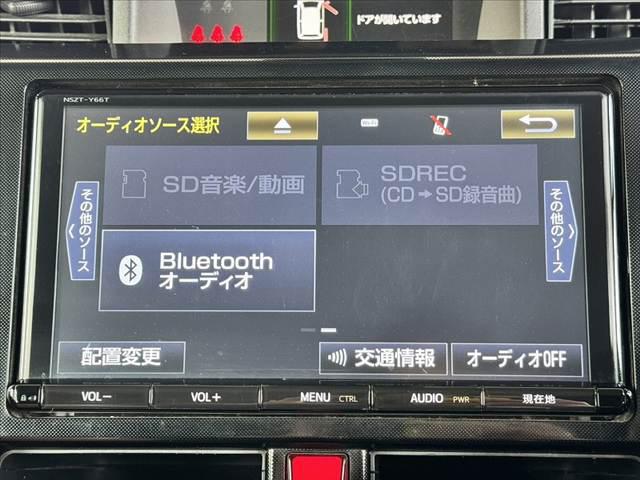 ドアが開いています
NSZT-Y66T
オーディオソース選択
Wi-Fi
SD音楽/動画
SDREC
(CD→SD録音曲)
その他のソース
その他のソース
Bluetooth
オーディオ
配置変更
交通情報
オーディオOFF
VOL−
VOL+
MENU CTRL
AUDIO PWR
現在地